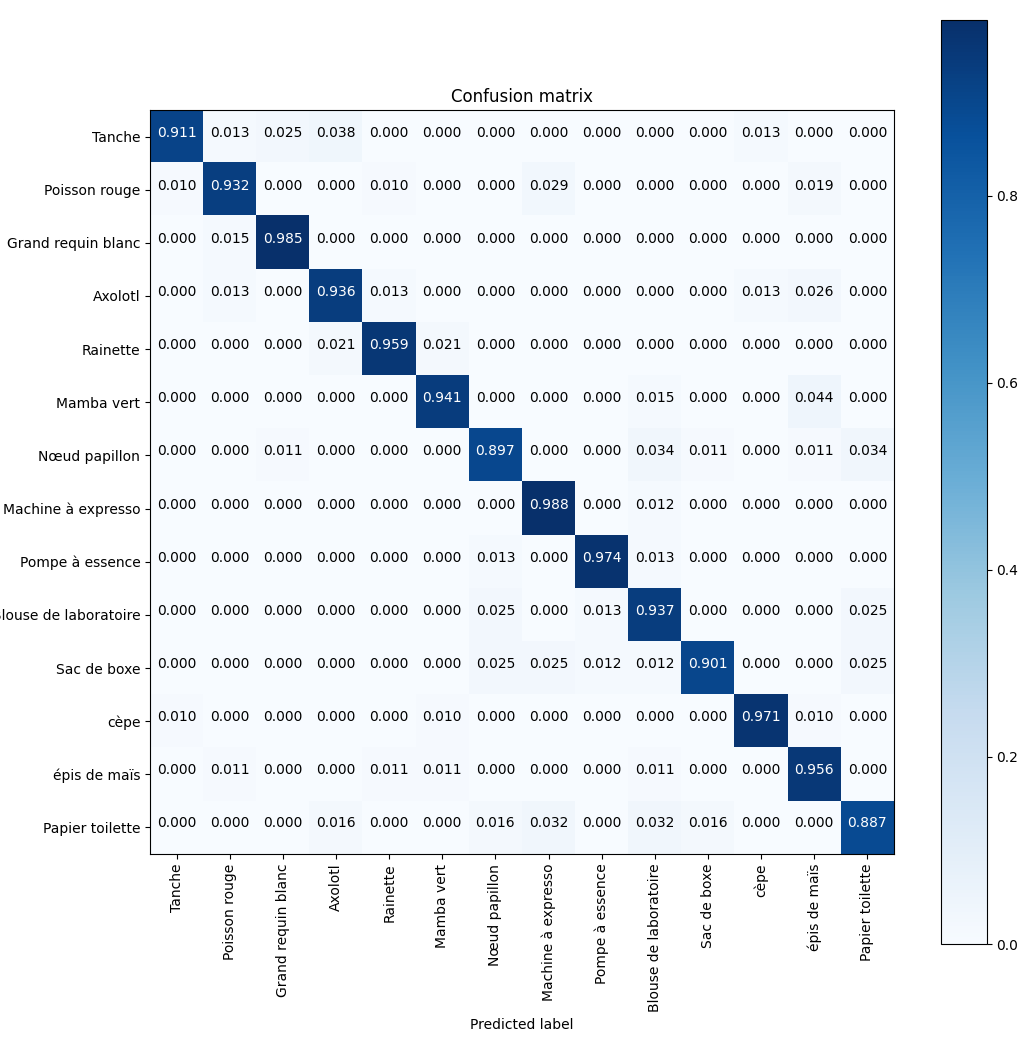 Confusion matrix
Tanche 0.911 0.013 0.025 0.038 0.000 0.000 0.000 0.000 0.000 0.000 0.000 0.013 0.000 0.000
Poisson rouge 0.010 0.932 0.000 0.000 0.010 0.000 0.000 0.029 0.000 0.000 0.000 0.000 0.019 0.000
Grand requin blanc 0.000 0.015 0.985 0.000 0.000 0.000 0.000 0.000 0.000 0.000 0.000 0.000 0.000 0.000
Axolotl 0.000 0.013 0.000 0.936 0.013 0.000 0.000 0.000 0.000 0.000 0.000 0.013 0.026 0.000
Rainette 0.000 0.000 0.000 0.021 0.959 0.021 0.000 0.000 0.000 0.000 0.000 0.000 0.000 0.000
Mamba vert 0.000 0.000 0.000 0.000 0.000 0.941 0.000 0.000 0.000 0.015 0.000 0.000 0.044 0.000
Nœud papillon 0.000 0.000 0.011 0.000 0.000 0.000 0.897 0.000 0.000 0.034 0.011 0.000 0.011 0.034
Machine à expresso 0.000 0.000 0.000 0.000 0.000 0.000 0.000 0.988 0.000 0.012 0.000 0.000 0.000 0.000
Pompe à essence 0.000 0.000 0.000 0.000 0.000 0.000 0.013 0.000 0.974 0.013 0.000 0.000 0.000 0.000
louse de laboratoire 0.000 0.000 0.000 0.000 0.000 0.000 0.025 0.000 0.013 0.937 0.000 0.000 0.000 0.025
Sac de boxe 0.000 0.000 0.000 0.000 0.000 0.000 0.025 0.025 0.012 0.012 0.901 0.000 0.000 0.025
cèpe 0.010 0.000 0.000 0.000 0.000 0.010 0.000 0.000 0.000 0.000 0.000 0.971 0.010 0.000
épis de maïs 0.000 0.011 0.000 0.000 0.011 0.011 0.000 0.000 0.000 0.011 0.000 0.000 0.956 0.000
Papier toilette 0.000 0.000 0.000 0.016 0.000 0.000 0.016 0.032 0.000 0.032 0.016 0.000 0.000 0.887
Tanche
Poisson rouge
Grand requin blanc
Axolotl
Rainette
Mamba vert
Nœud papillon
Machine à expresso
Pompe à essence
Blouse de laboratoire
Sac de boxe
cèpe
épis de maïs
Papier toilette
Predicted label
0.8
0.6
0.4
0.2
0.0